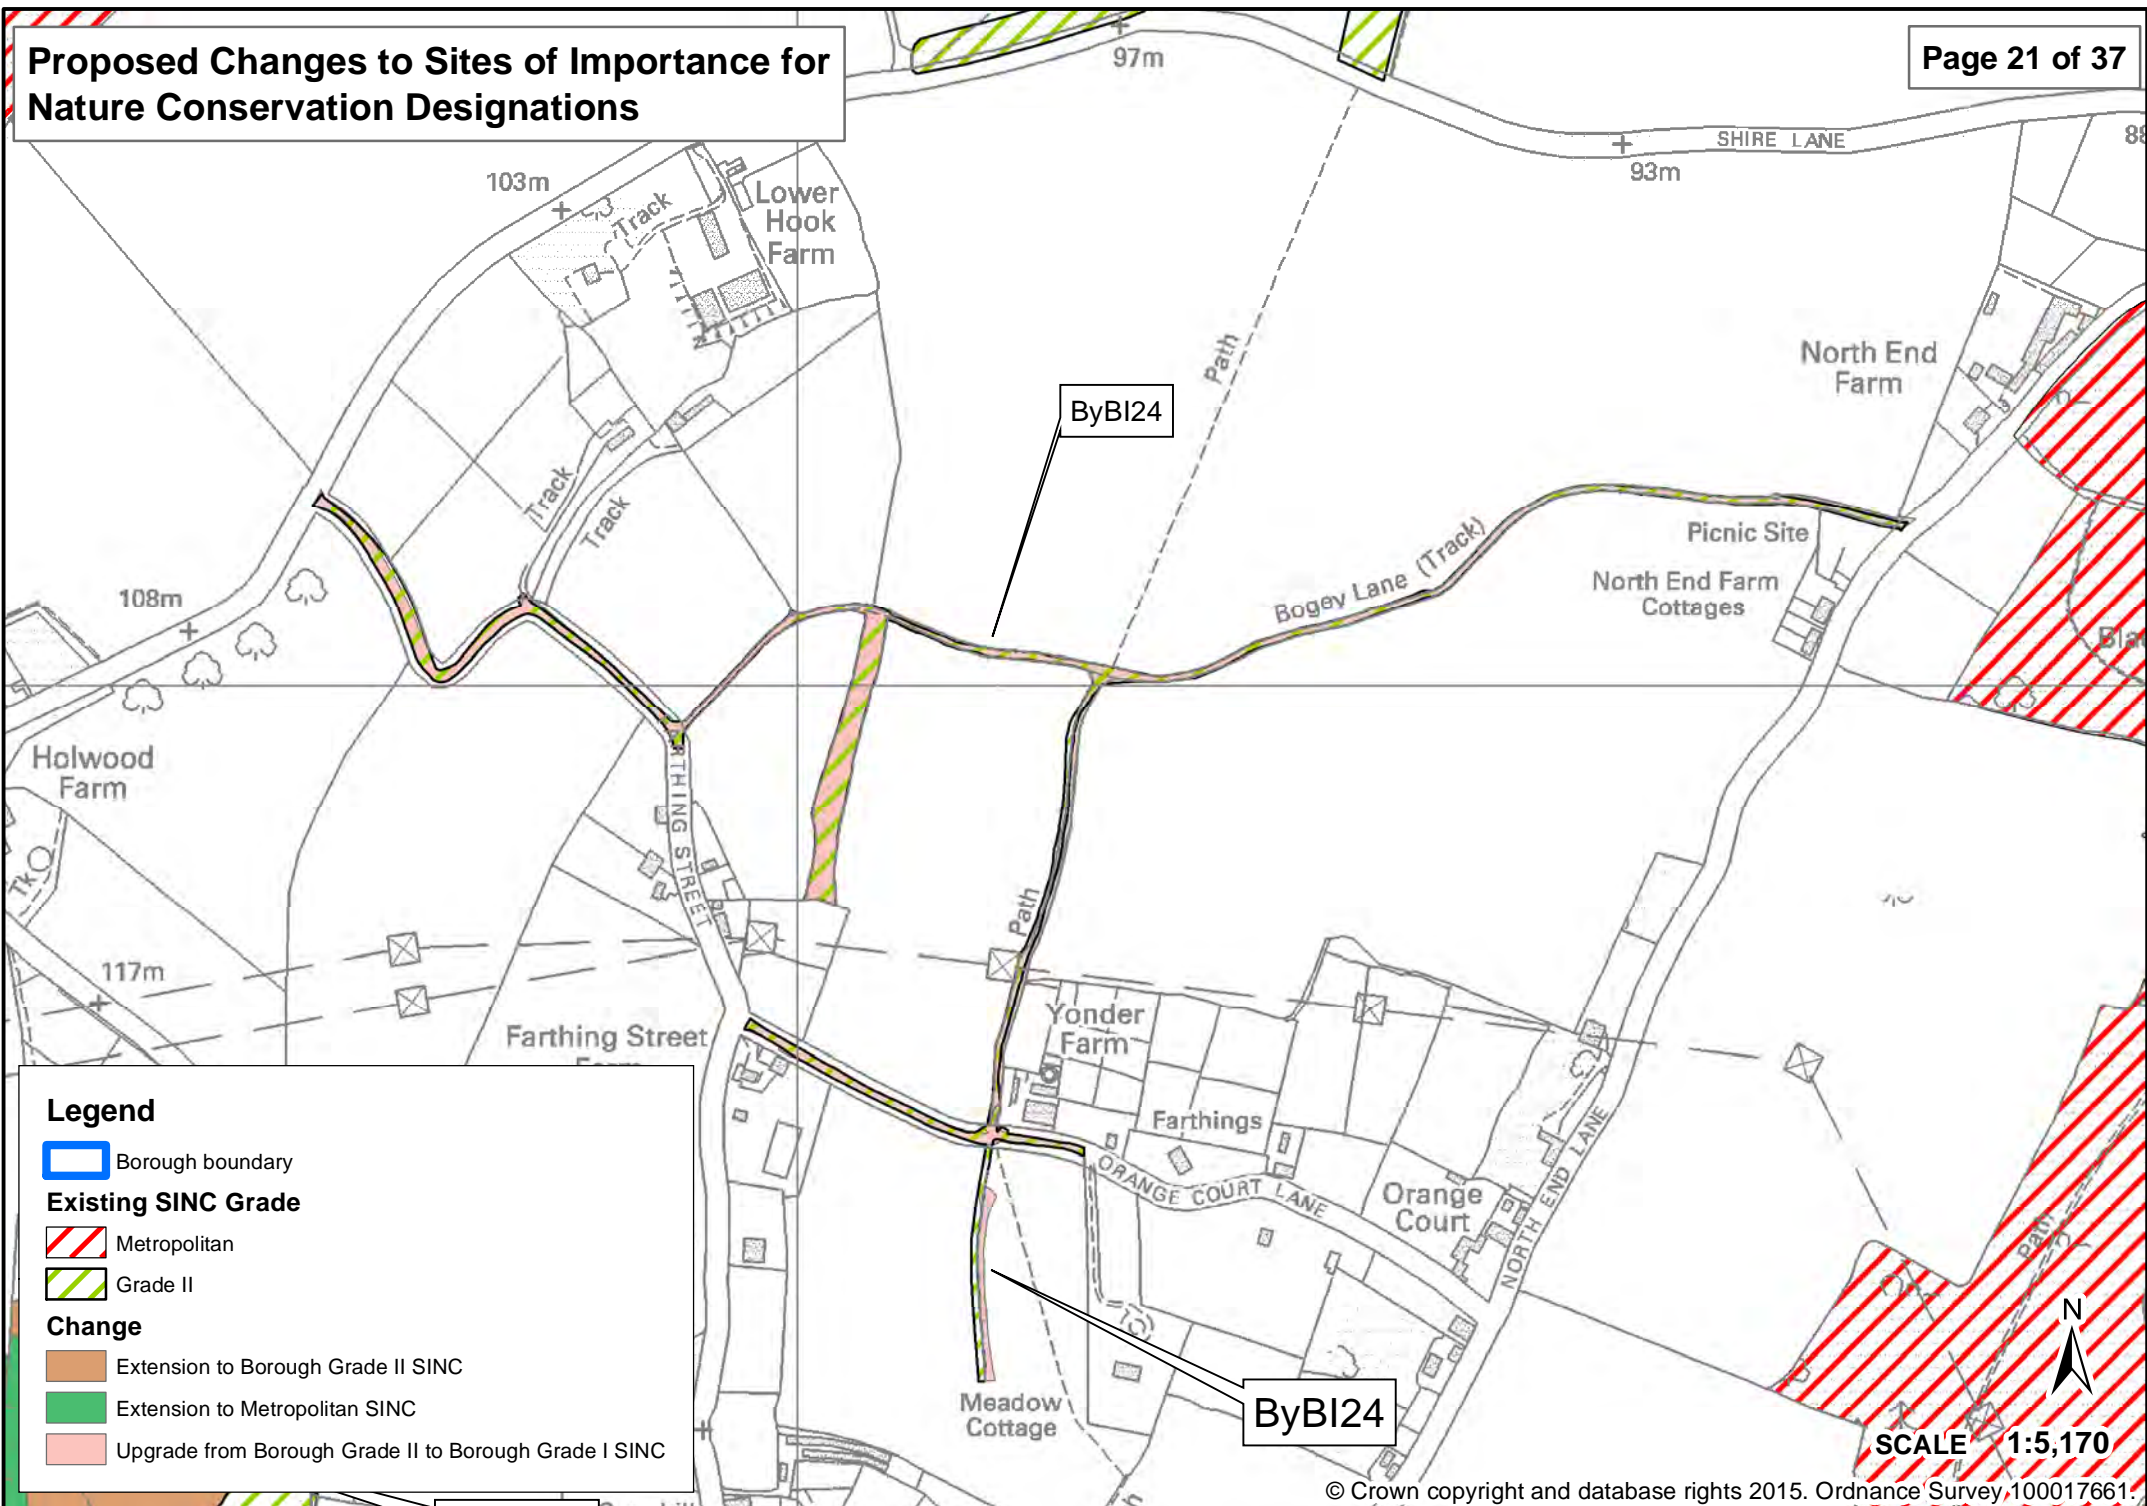 Proposed Changes to Sites of Importance for
Nature Conservation Designations
Page 21 of 37
97m
SHIRE LANE
93m
88
103m
Track
Lower
Hook
Farm
Path
North End
Farm
ByBI24
Track
Track
Bogey Lane (Track)
Picnic Site
North End Farm
Cottages
108m
Holwood
Farm
RTHING STREET
Tk
Path
117m
Farthing Street
Yonder
Farm
Farthings
ORANGE COURT LANE
Orange
Court
NORTH END LANE
Path
Meadow
Cottage
ByBI24
Legend
Borough boundary
Existing SINC Grade
Metropolitan
Grade II
Change
Extension to Borough Grade II SINC
Extension to Metropolitan SINC
Upgrade from Borough Grade II to Borough Grade I SINC
N
SCALE 1:5,170
© Crown copyright and database rights 2015. Ordnance Survey 100017661.